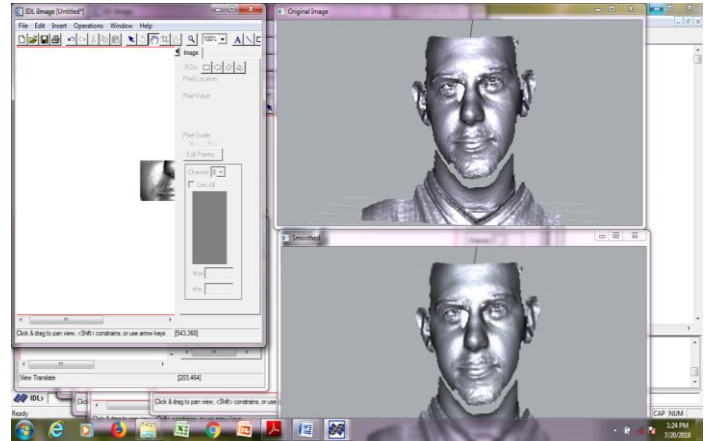 IDL iImage [Untitled*]
File Edit Insert Operations Window Help
100%
Image
ROIs:
Pixel Location:
Pixel Value:
Pixel Scale:
X: -- Y: --
Edit Palette...
Channel: 0
Link All
Max
Min:
Click & drag to pan view, <Shift> constrains, or use arrow keys [543,360]
View Translate [203,464]
IDL> Click & drag to pan view, <Shift> constrains, or use
Ready
Original Image
Smoothed
CAP NUM
1:24 PM
7/20/2018